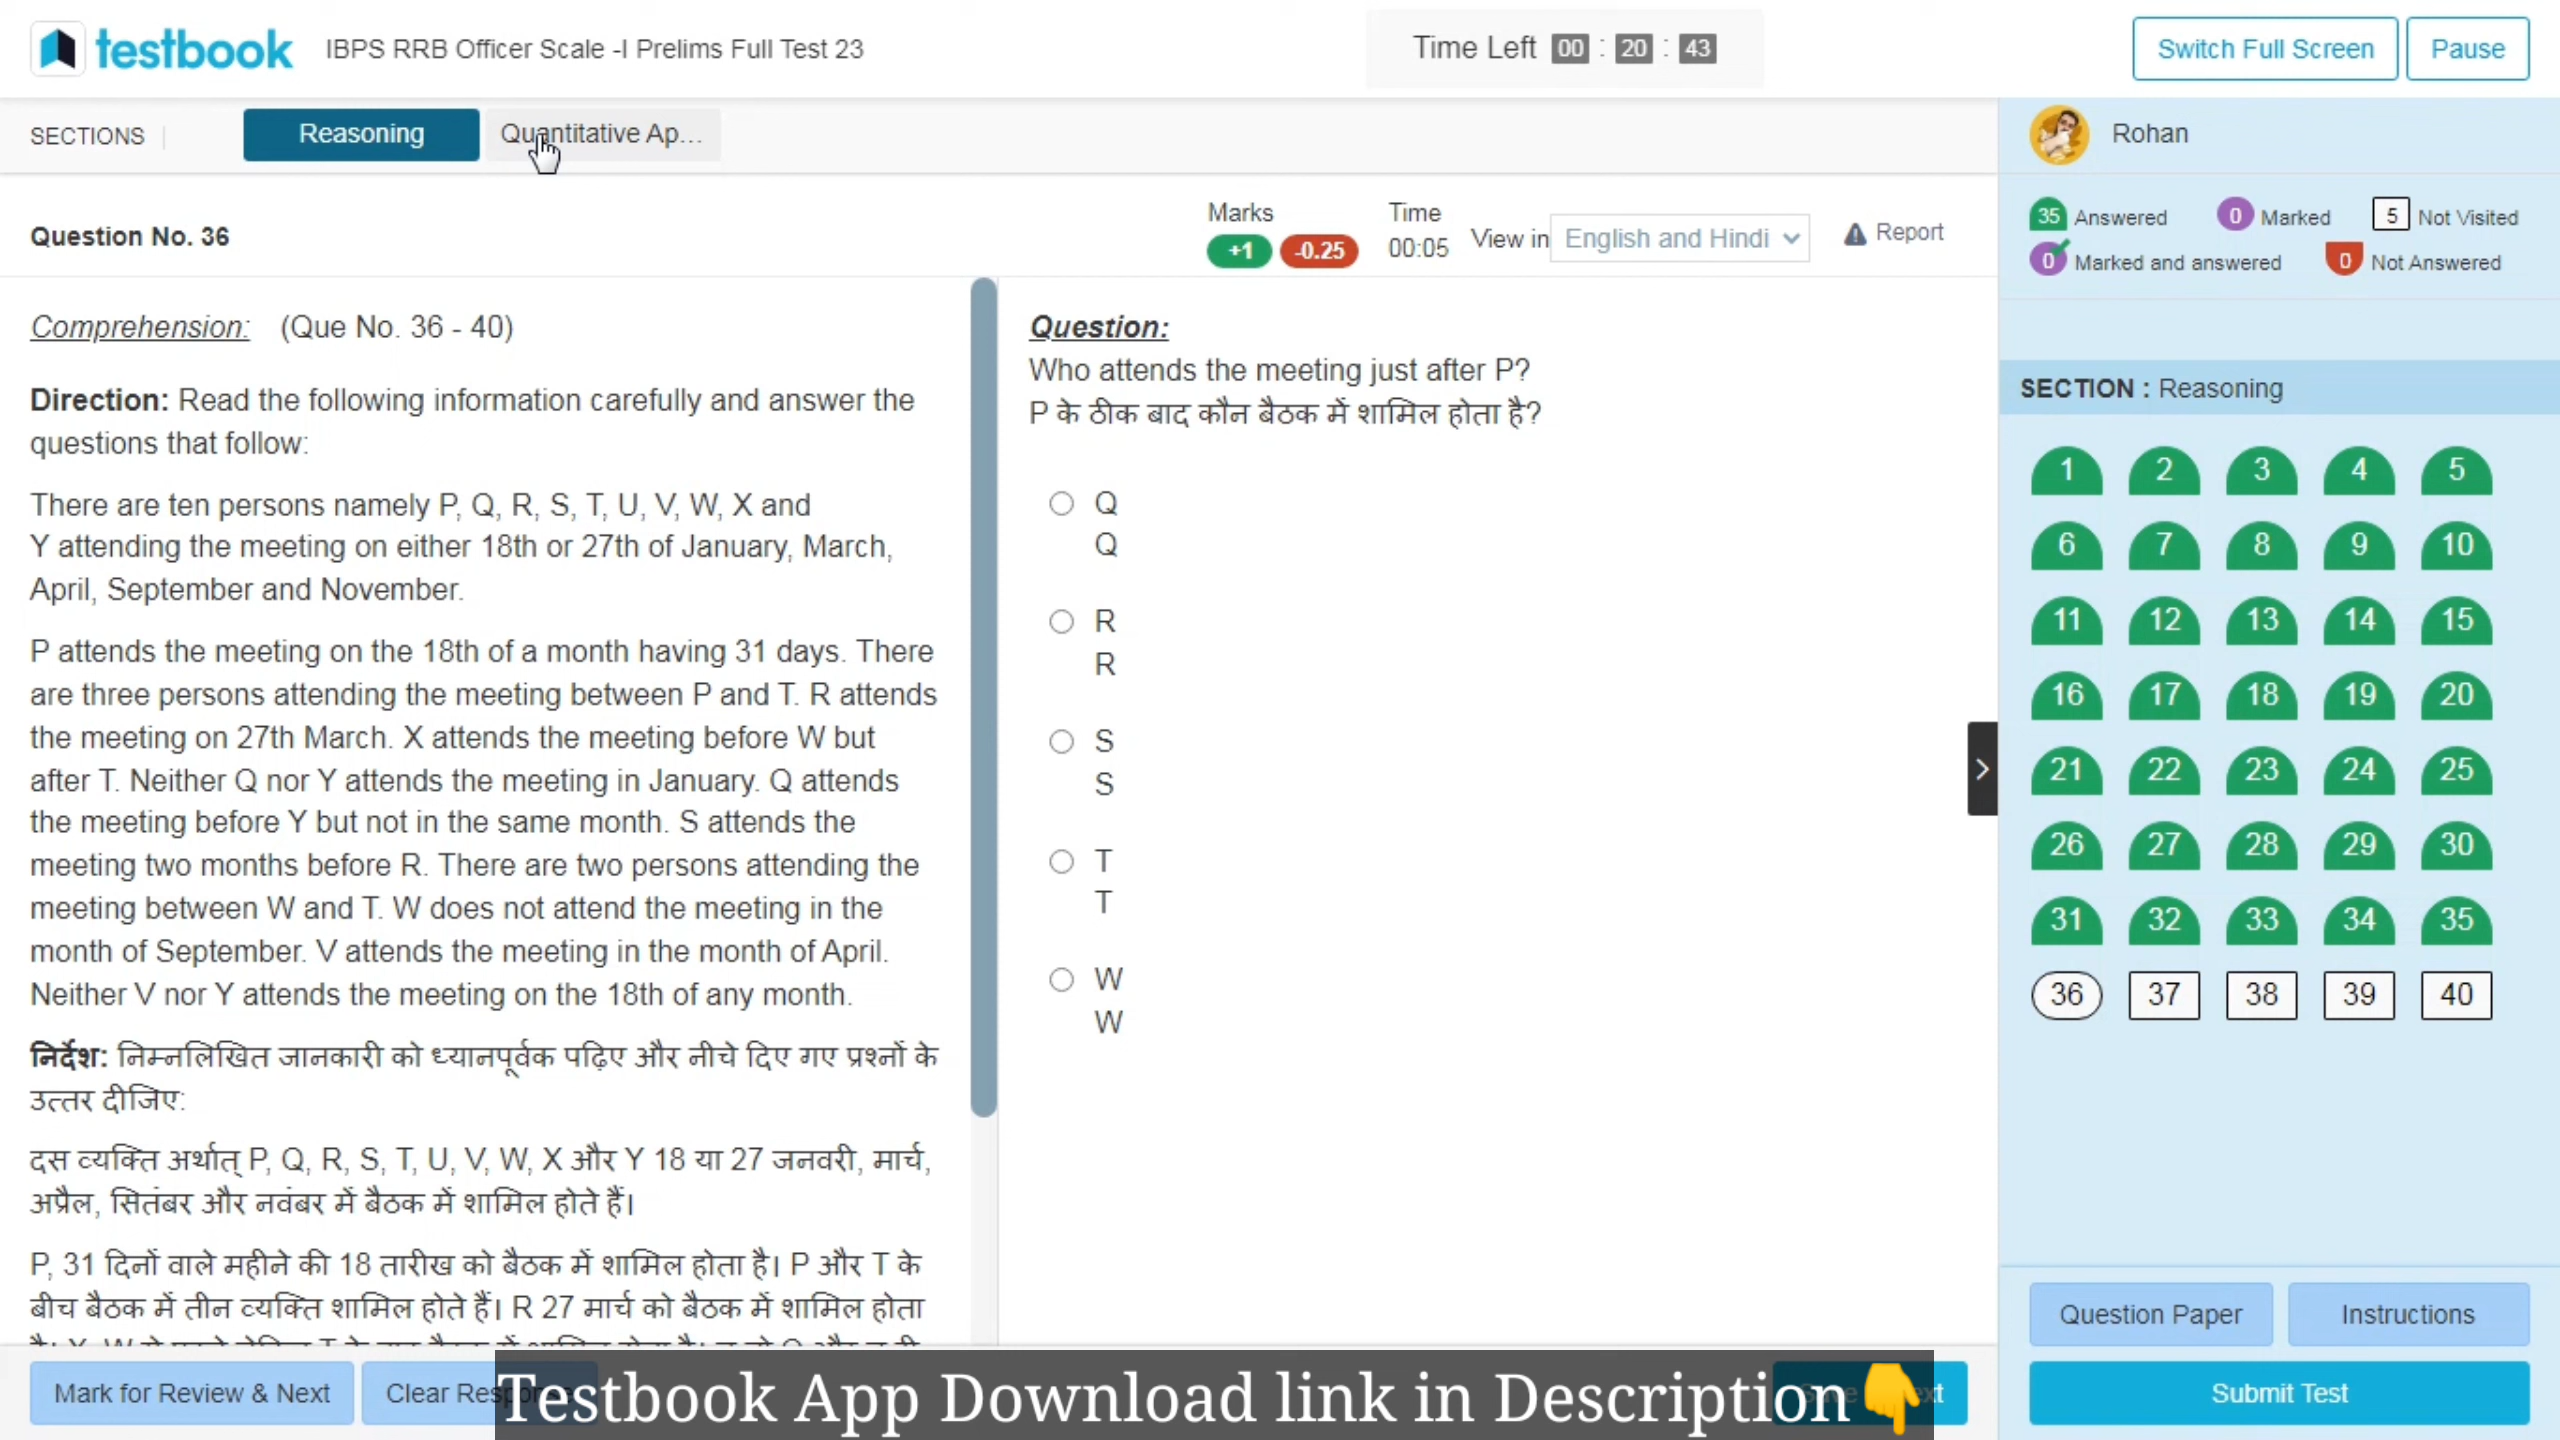 testbook IBPS RRB Officer Scale -I Prelims Full Test 23
Time Left 00 : 20 : 43
Switch Full Screen
Pause
SECTIONS
Reasoning
Quantitative Ap...
Rohan
Question No. 36
Marks
+1 -0.25
Time
00:05
View in English and Hindi
Report
35 Answered
0 Marked
5 Not Visited
0 Marked and answered
0 Not Answered
Comprehension: (Que No. 36 - 40)
Direction: Read the following information carefully and answer the
questions that follow:
There are ten persons namely P, Q, R, S, T, U, V, W, X and
Y attending the meeting on either 18th or 27th of January, March,
April, September and November.
P attends the meeting on the 18th of a month having 31 days. There
are three persons attending the meeting between P and T. R attends
the meeting on 27th March. X attends the meeting before W but
after T. Neither Q nor Y attends the meeting in January. Q attends
the meeting before Y but not in the same month. S attends the
meeting two months before R. There are two persons attending the
meeting between W and T. W does not attend the meeting in the
month of September. V attends the meeting in the month of April.
Neither V nor Y attends the meeting on the 18th of any month.
निर्देश: निम्नलिखित जानकारी को ध्यानपूर्वक पढ़िए और नीचे दिए गए प्रश्नों के
उत्तर दीजिए:
दस व्यक्ति अर्थात् P, Q, R, S, T, U, V, W, X और Y 18 या 27 जनवरी, मार्च,
अप्रैल, सितंबर और नवंबर में बैठक में शामिल होते हैं।
P, 31 दिनों वाले महीने की 18 तारीख को बैठक में शामिल होता है। P और T के
बीच बैठक में तीन व्यक्ति शामिल होते हैं। R 27 मार्च को बैठक में शामिल होता
Question:
Who attends the meeting just after P?
P के ठीक बाद कौन बैठक में शामिल होता है?
Q
Q
R
R
S
S
T
T
W
W
SECTION : Reasoning
1 2 3 4 5
6 7 8 9 10
11 12 13 14 15
16 17 18 19 20
21 22 23 24 25
26 27 28 29 30
31 32 33 34 35
36 37 38 39 40
Question Paper
Instructions
Mark for Review & Next
Clear
Testbook App Download link in Description
Submit Test